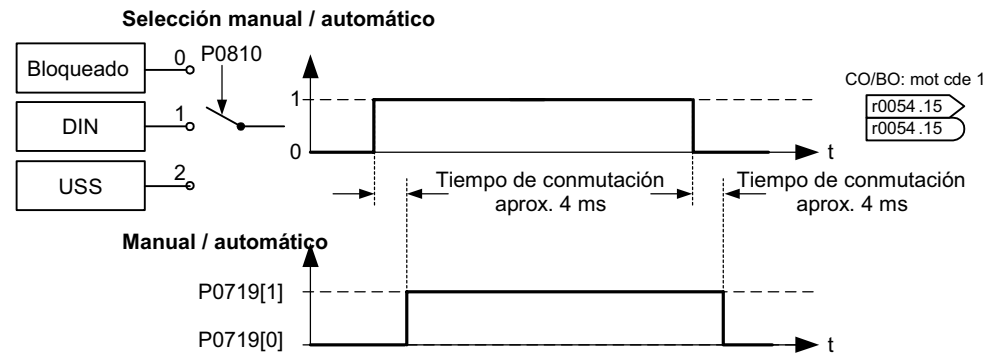 Selección manual / automático
Bloqueado
0
P0810
DIN
1
USS
2
1
0
t
CO/BO: mot cde 1
r0054 .15
r0054 .15
Tiempo de conmutación
aprox. 4 ms
Tiempo de conmutación
aprox. 4 ms
Manual / automático
P0719[1]
P0719[0]
t